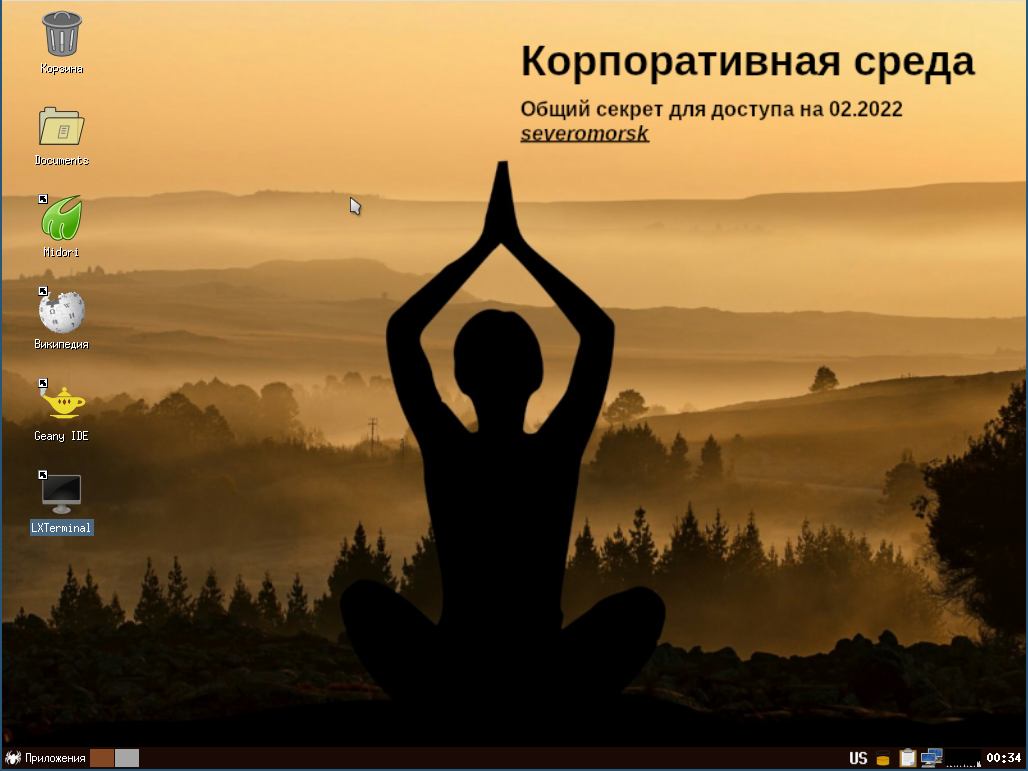 Корзина
Documents
Midori
Википедия
Geany IDE
LXTerminal
Корпоративная среда
Общий секрет для доступа на 02.2022
severomorsk
Приложения
US
00:34